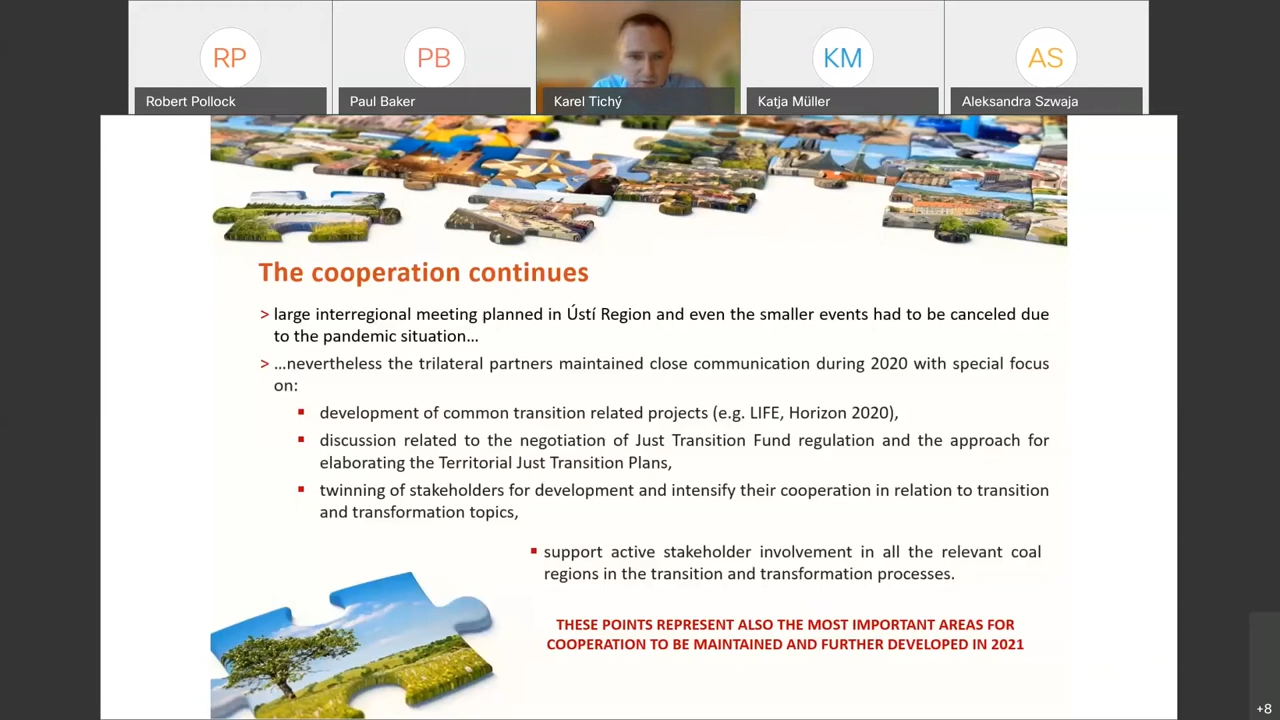 RP
PB
KM
AS
Robert Pollock
Paul Baker
Karel Tichý
Katja Müller
Aleksandra Szwaja
The cooperation continues
> large interregional meeting planned in Ústí Region and even the smaller events had to be canceled due
to the pandemic situation…
> …nevertheless the trilateral partners maintained close communication during 2020 with special focus
on:
▪ development of common transition related projects (e.g. LIFE, Horizon 2020),
▪ discussion related to the negotiation of Just Transition Fund regulation and the approach for
elaborating the Territorial Just Transition Plans,
▪ twinning of stakeholders for development and intensify their cooperation in relation to transition
and transformation topics,
▪ support active stakeholder involvement in all the relevant coal
regions in the transition and transformation processes.
THESE POINTS REPRESENT ALSO THE MOST IMPORTANT AREAS FOR
COOPERATION TO BE MAINTAINED AND FURTHER DEVELOPED IN 2021
+8